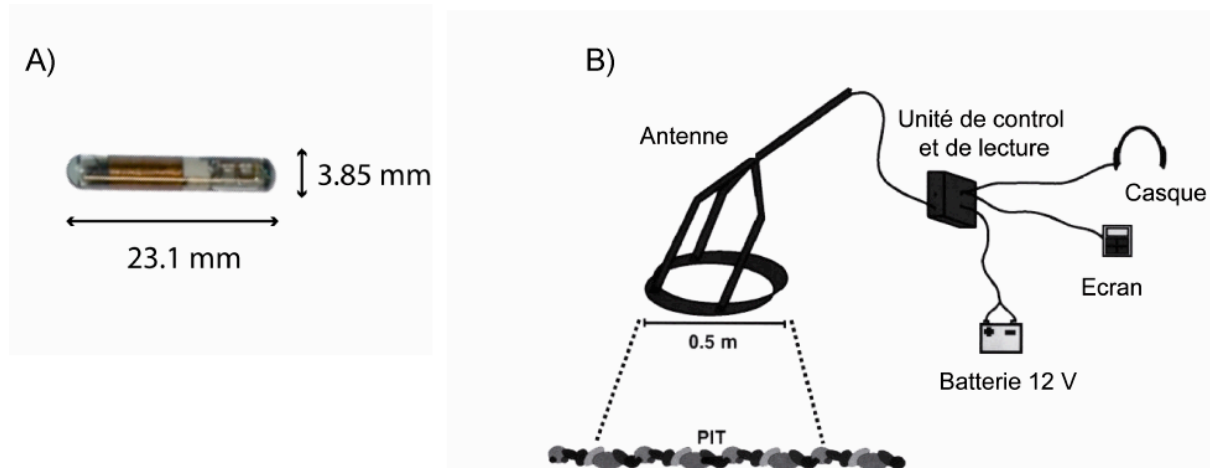 A)
3.85 mm
23.1 mm
B)
Antenne
Unité de control
et de lecture
Casque
Ecran
0.5 m
Batterie 12 V
PIT